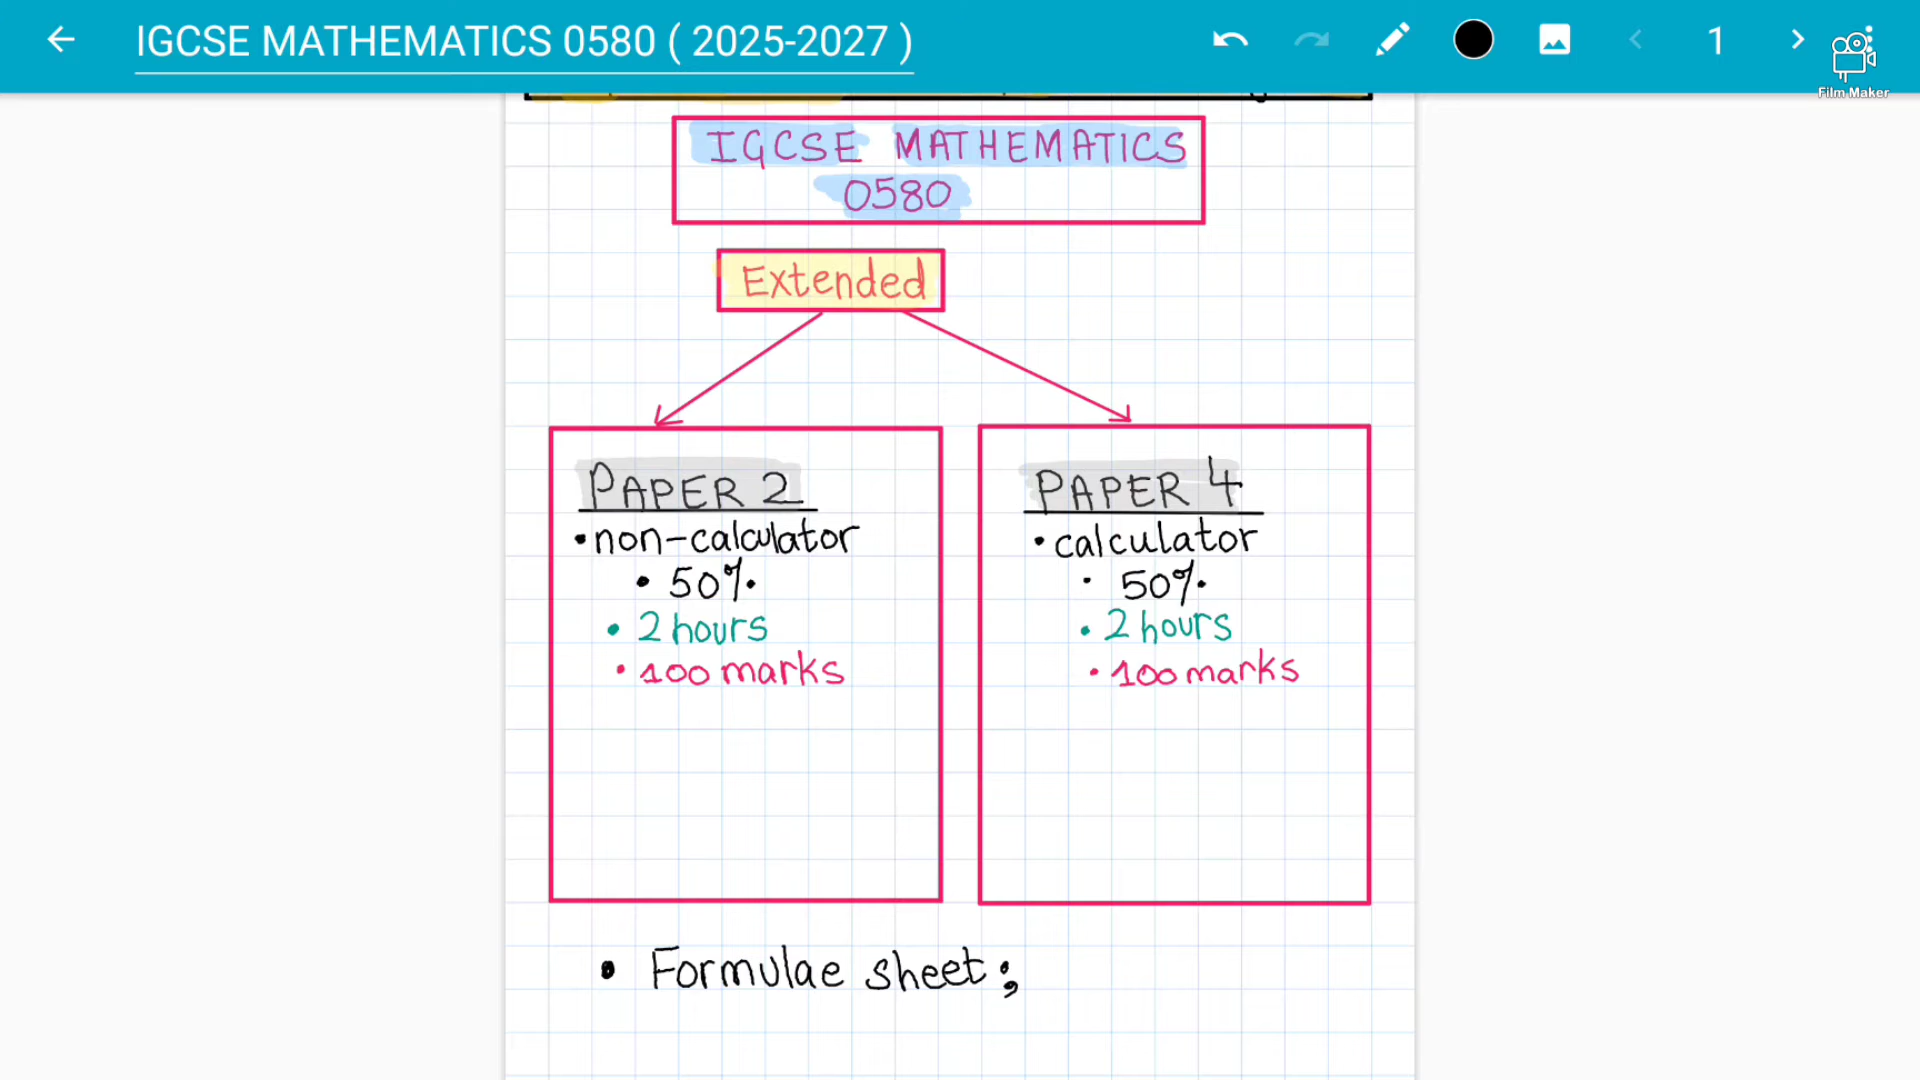 IGCSE MATHEMATICS 0580 ( 2025-2027 )
1
Film Maker
IGCSE MATHEMATICS
0580
Extended
PAPER 2
• non-calculator
• 50%
• 2 hours
• 100 marks
PAPER 4
• calculator
• 50%
• 2 hours
• 100 marks
• Formulae sheet ;